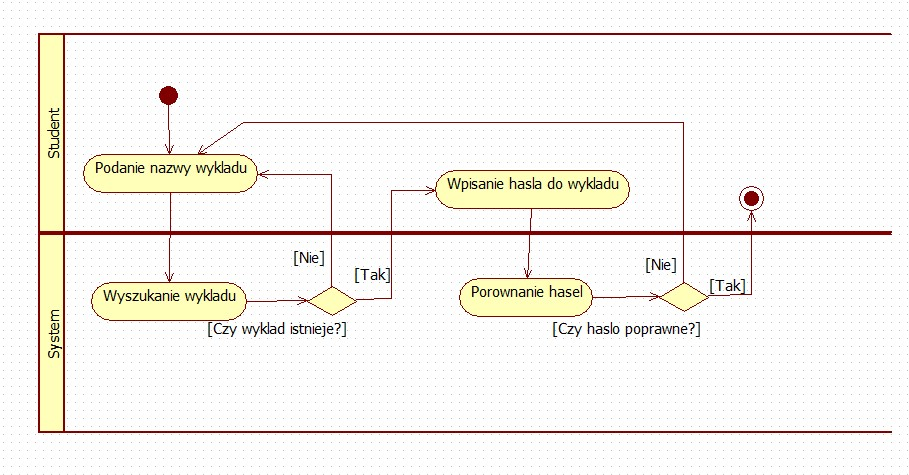 Student
Podanie nazwy wykladu
Wpisanie hasla do wykladu
System
[Nie]
[Tak]
[Nie]
[Tak]
Wyszukanie wykladu
Porownanie hasel
[Czy wyklad istnieje?]
[Czy haslo poprawne?]